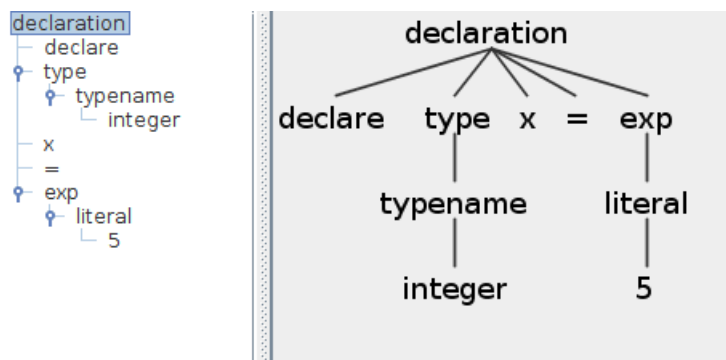 declaration
declare
type
typename
integer
x
=
exp
literal
5
declaration
declare type x = exp
typename literal
integer 5